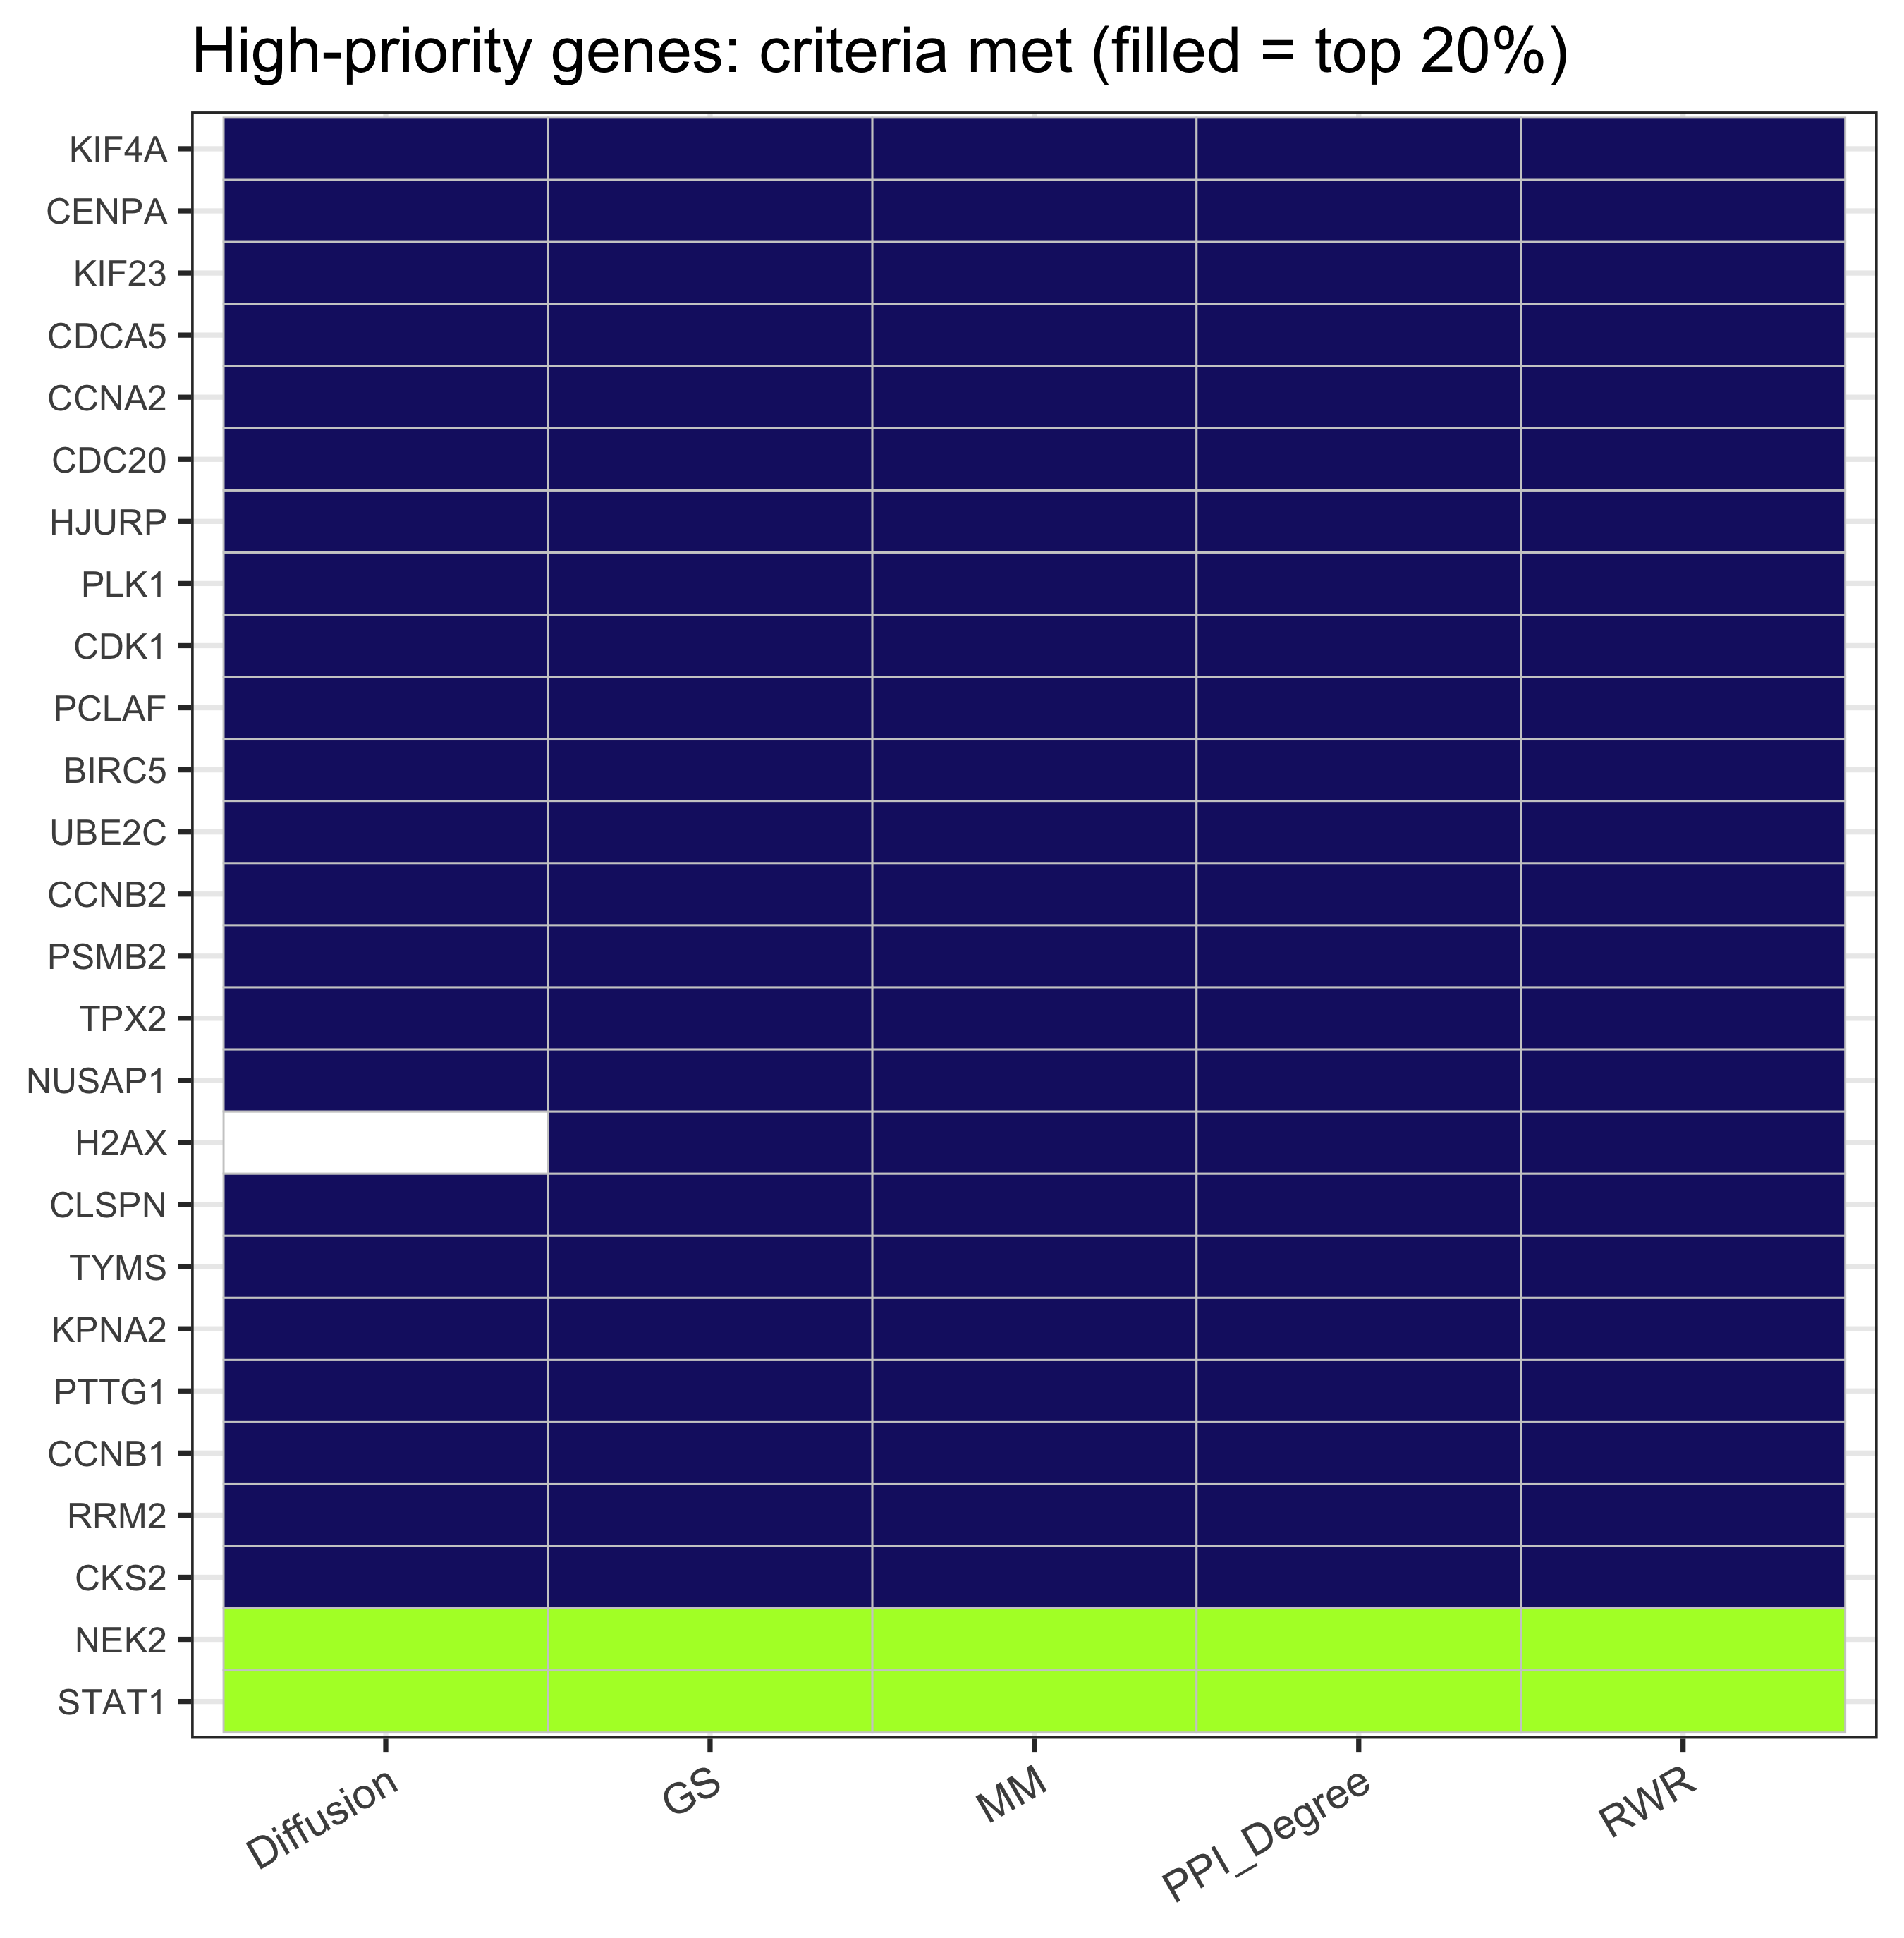 High-priority genes: criteria met (filled = top 20%)
KIF4A
CENPA
KIF23
CDCA5
CCNA2
CDC20
HJURP
PLK1
CDK1
PCLAF
BIRC5
UBE2C
CCNB2
PSMB2
TPX2
NUSAP1
H2AX
CLSPN
TYMS
KPNA2
PTTG1
CCNB1
RRM2
CKS2
NEK2
STAT1
Diffusion
GS
MM
PPI_Degree
RWR